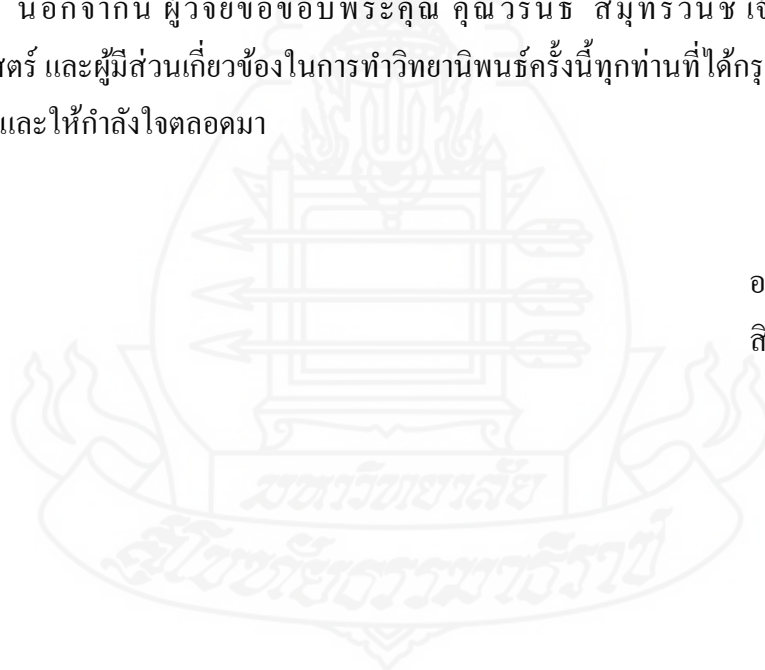 นอกจากนี้ ผู้วิจัยขอขอบพระคุณ คุณวรินธ์ สมุทรวนิช
สตร์ และผู้มีส่วนเกี่ยวข้องในการทำวิทยานิพนธ์ครั้งนี้ทุกท่านที่ได้กรุ
และให้กำลังใจตลอดมา
อ
สิ
มหาวิทยาลัย
สุโขทัยธรรมาธิราช